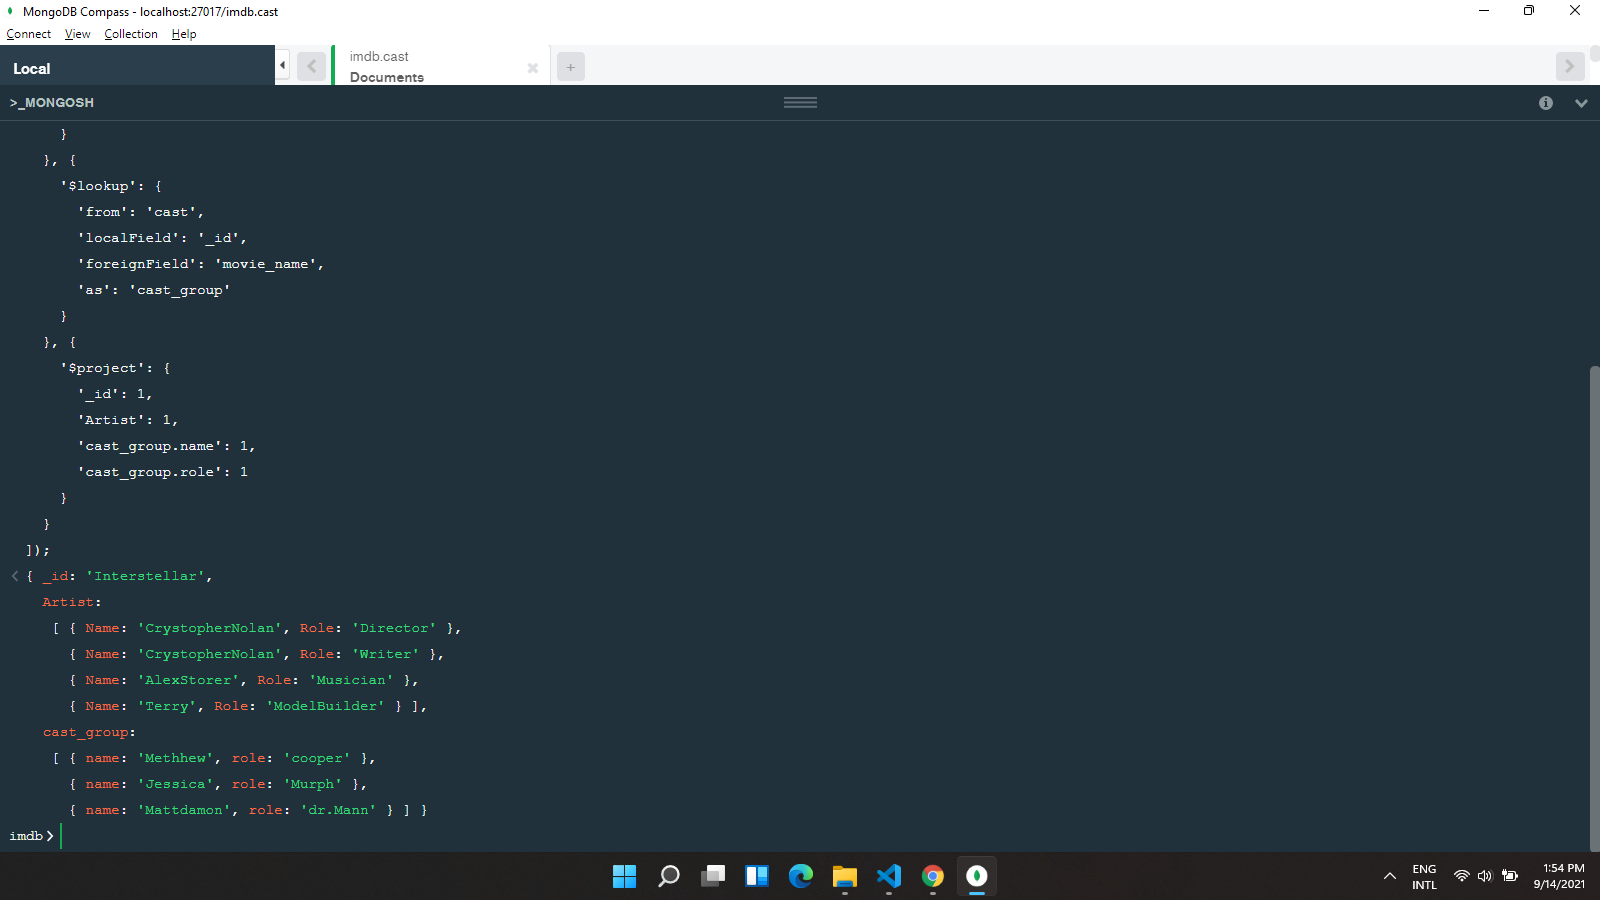 MongoDB Compass - localhost:27017/imdb.cast
Connect View Collection Help
Local
imdb.cast
Documents
>_MONGOSH
}
}, {
'$lookup': {
'from': 'cast',
'localField': '_id',
'foreignField': 'movie_name',
'as': 'cast_group'
}
}, {
'$project': {
'_id': 1,
'Artist': 1,
'cast_group.name': 1,
'cast_group.role': 1
}
}
]);
{ _id: 'Interstellar',
Artist:
[ { Name: 'CrystopherNolan', Role: 'Director' },
{ Name: 'CrystopherNolan', Role: 'Writer' },
{ Name: 'AlexStorer', Role: 'Musician' },
{ Name: 'Terry', Role: 'ModelBuilder' } ],
cast_group:
[ { name: 'Methhew', role: 'cooper' },
{ name: 'Jessica', role: 'Murph' },
{ name: 'Mattdamon', role: 'dr.Mann' } ] }
imdb>
ENG
INTL
1:54 PM
9/14/2021